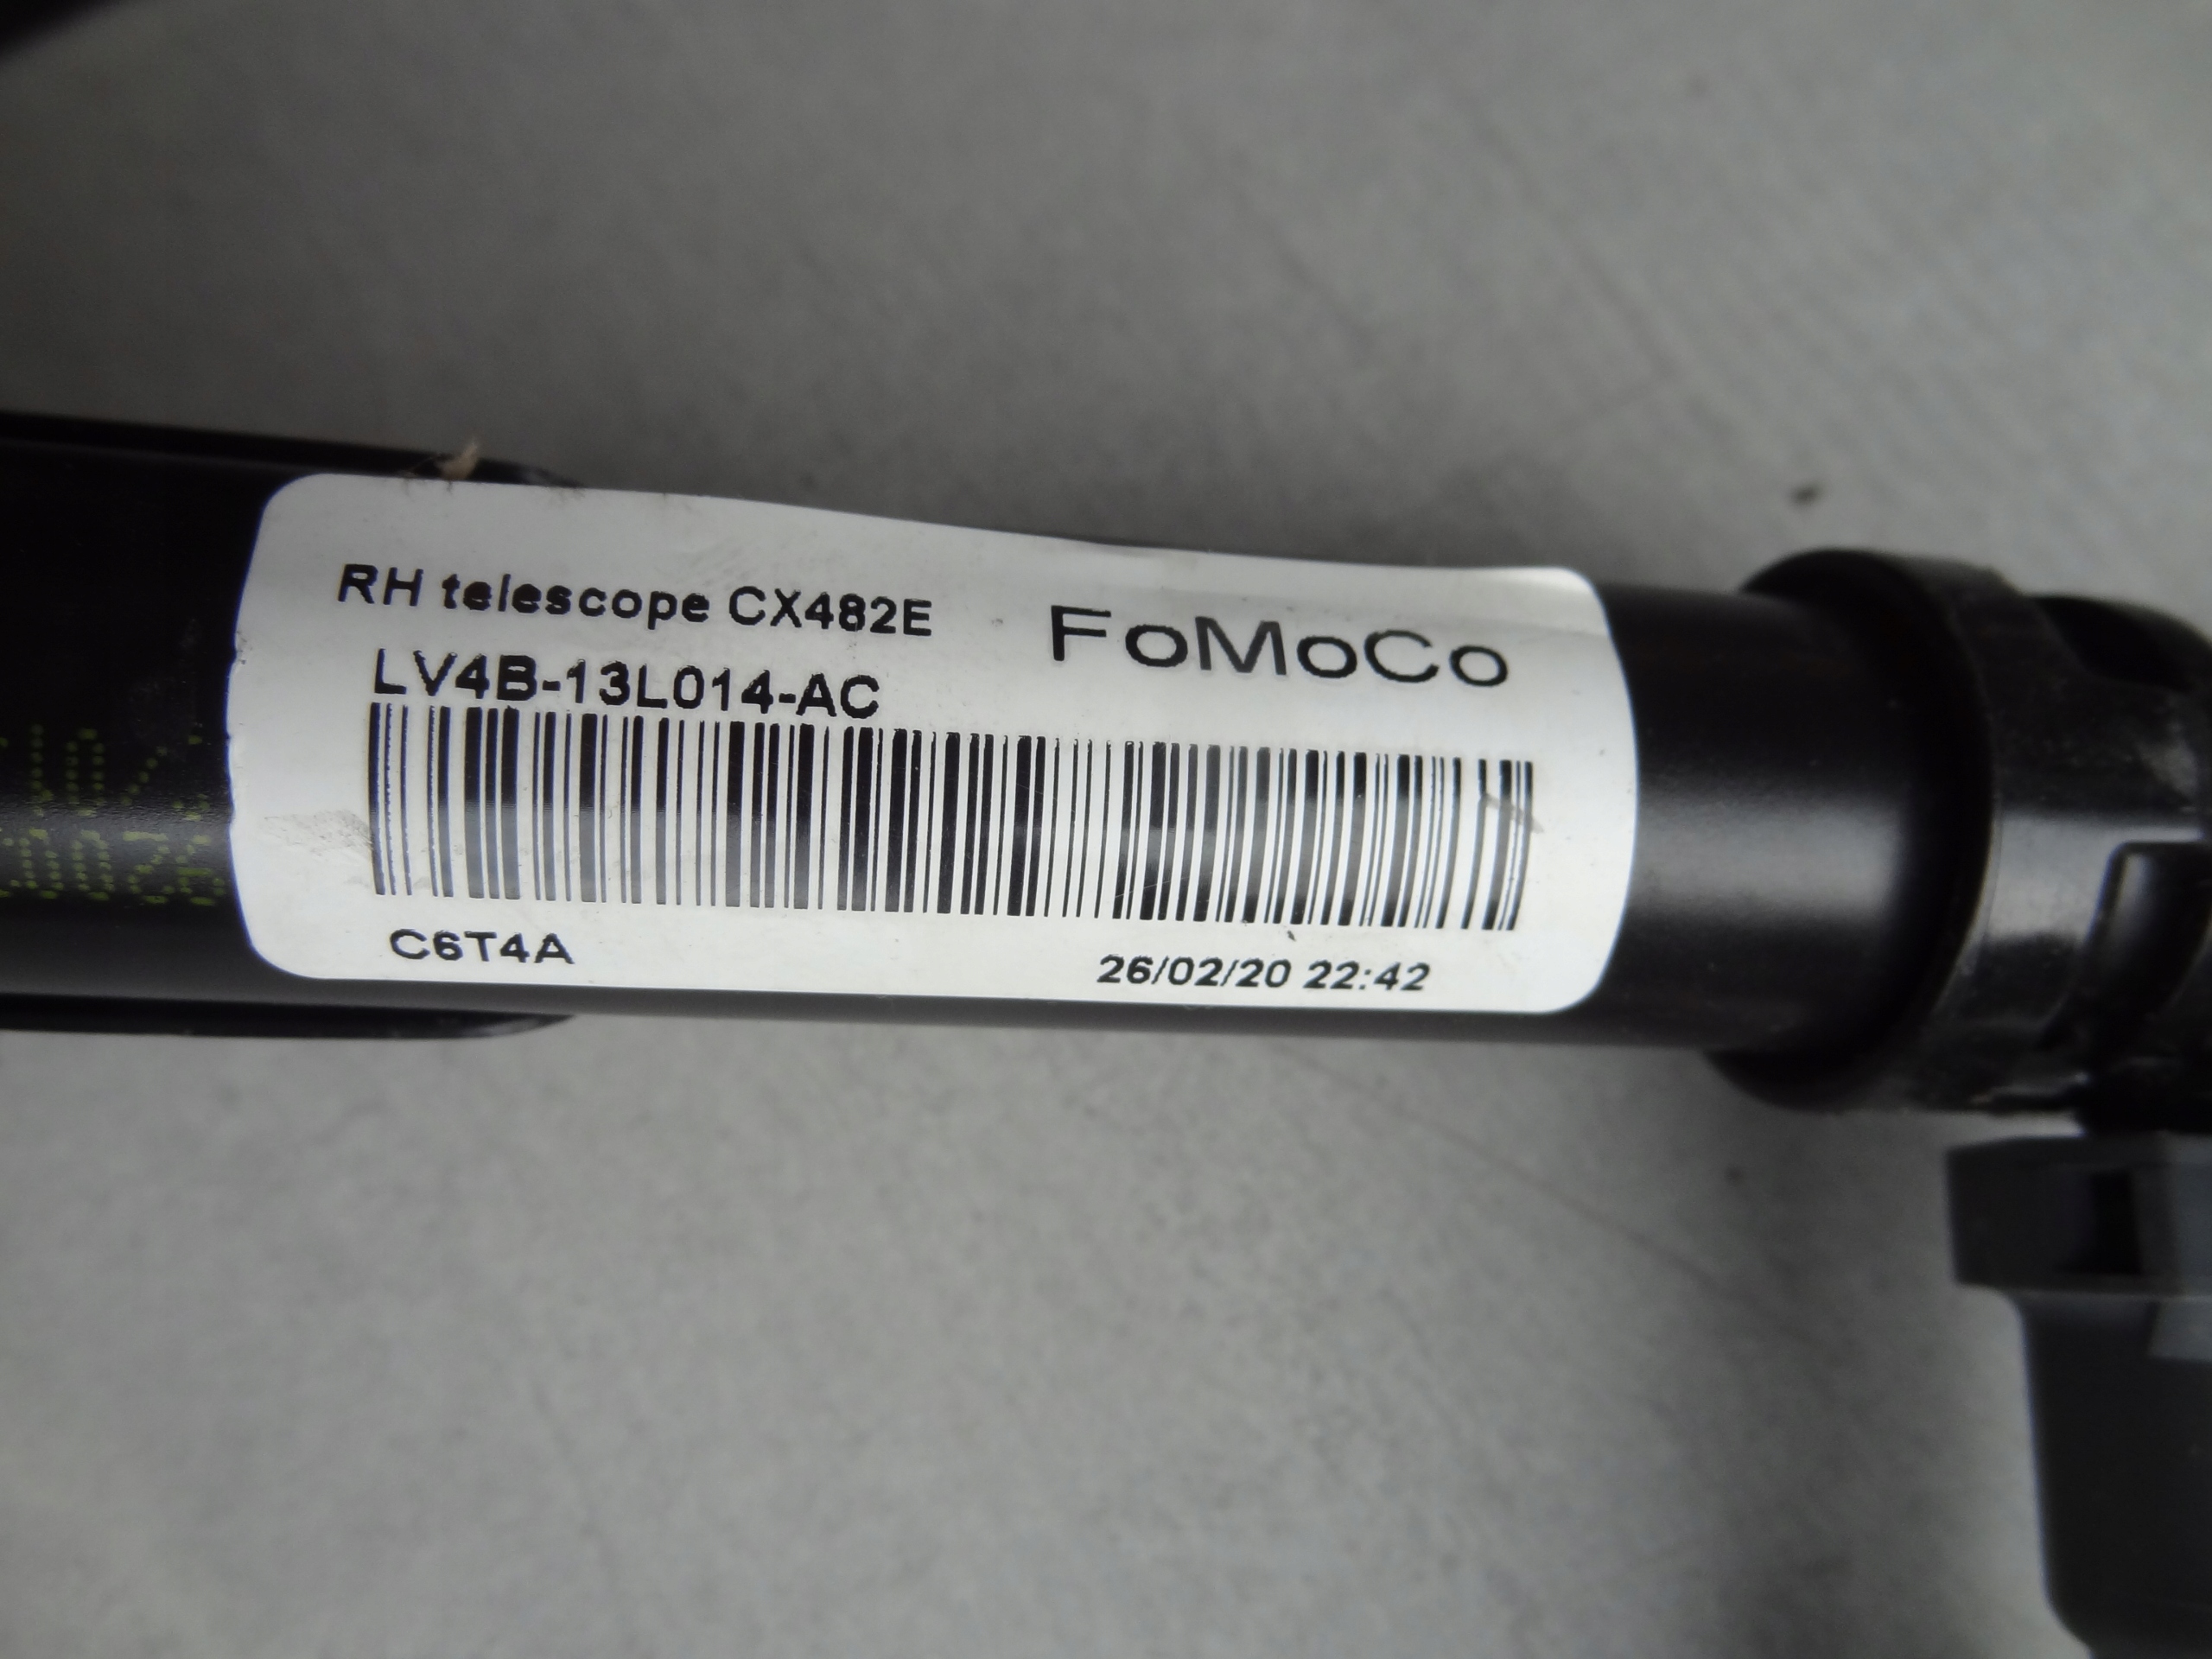 RH telescope CX482E
FoMoCo
LV4B-13L014-AC
C6T4A
26/02/20 22:42